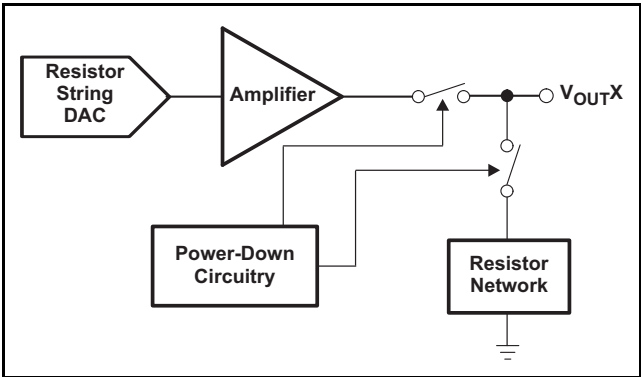 Resistor
String
DAC
Amplifier
VOUTX
Power-Down
Circuitry
Resistor
Network